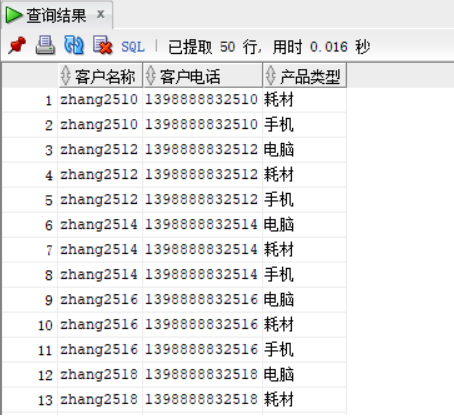 查询结果 ×
SQL | 已提取 50 行, 用时 0.016 秒
客户名称 客户电话 产品类型
1 zhang2510 1398888832510 耗材
2 zhang2510 1398888832510 手机
3 zhang2512 1398888832512 电脑
4 zhang2512 1398888832512 耗材
5 zhang2512 1398888832512 手机
6 zhang2514 1398888832514 电脑
7 zhang2514 1398888832514 耗材
8 zhang2514 1398888832514 手机
9 zhang2516 1398888832516 电脑
10 zhang2516 1398888832516 耗材
11 zhang2516 1398888832516 手机
12 zhang2518 1398888832518 电脑
13 zhang2518 1398888832518 耗材